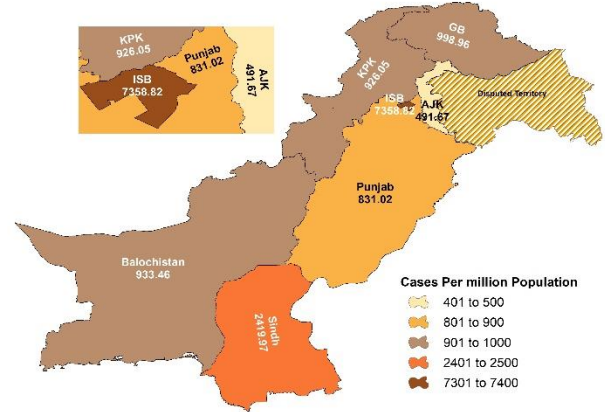 KPK
926.05
Punjab
831.02
ISB
7358.82
AJK
491.67
GB
998.96
KPK
926.05
ISB
7358.82
AJK
491.67
Disputed Territory
Punjab
831.02
Balochistan
933.46
Sindh
2419.97
Cases Per million Population
401 to 500
801 to 900
901 to 1000
2401 to 2500
7301 to 7400